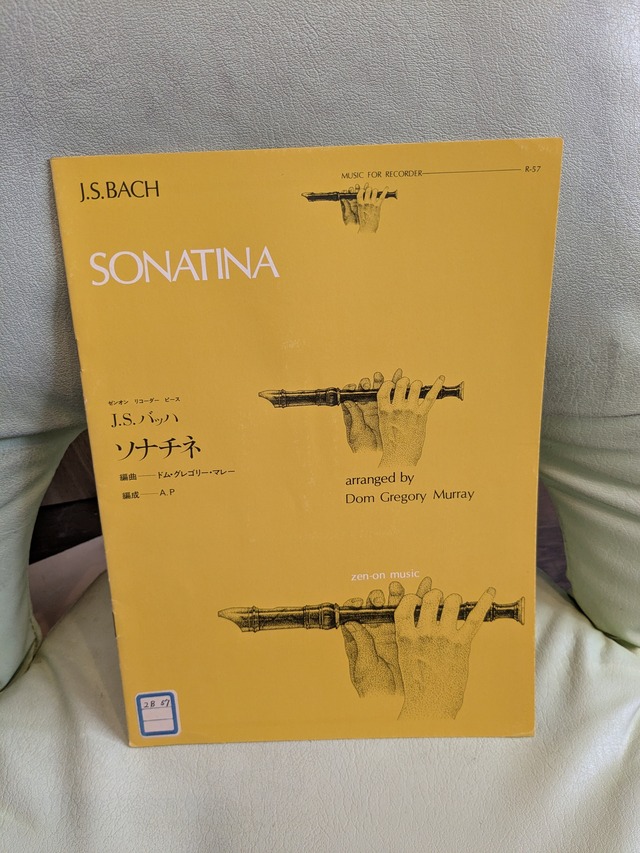 J.S.BACH
MUSIC FOR RECORDER
R-57
SONATINA
ゼンオン リコーダー ピース
J.S.バッハ
ソナチネ
編曲――ドム・グレゴリー・マレー
編成――A.P
arranged by
Dom Gregory Murray
zen-on music
2B 57